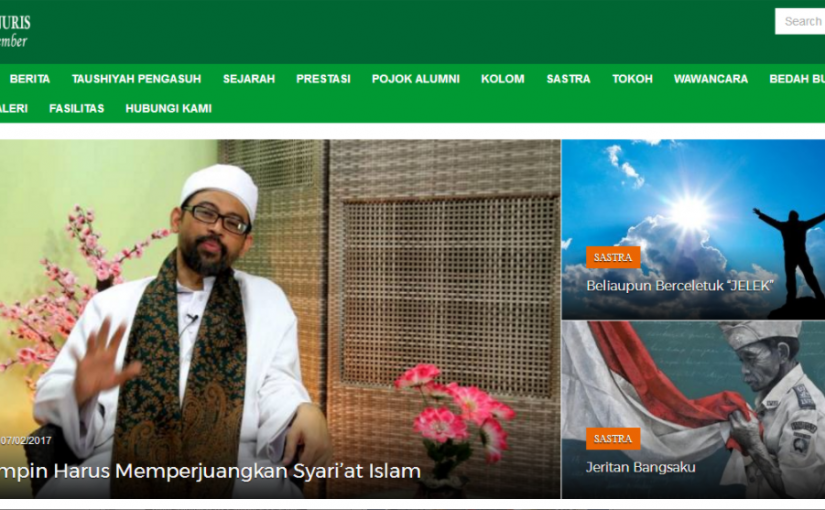 URIS
mber
Search
BERITA TAUSHIYAH PENGASUH SEJARAH PRESTASI POJOK ALUMNI KOLOM SASTRA TOKOH WAWANCARA BEDAH BU
ALERI FASILITAS HUBUNGI KAMI
SASTRA
Beliaupun Berceletuk "JELEK"
07/02/2017
mpin Harus Memperjuangkan Syari'at Islam
SASTRA
Jeritan Bangsaku